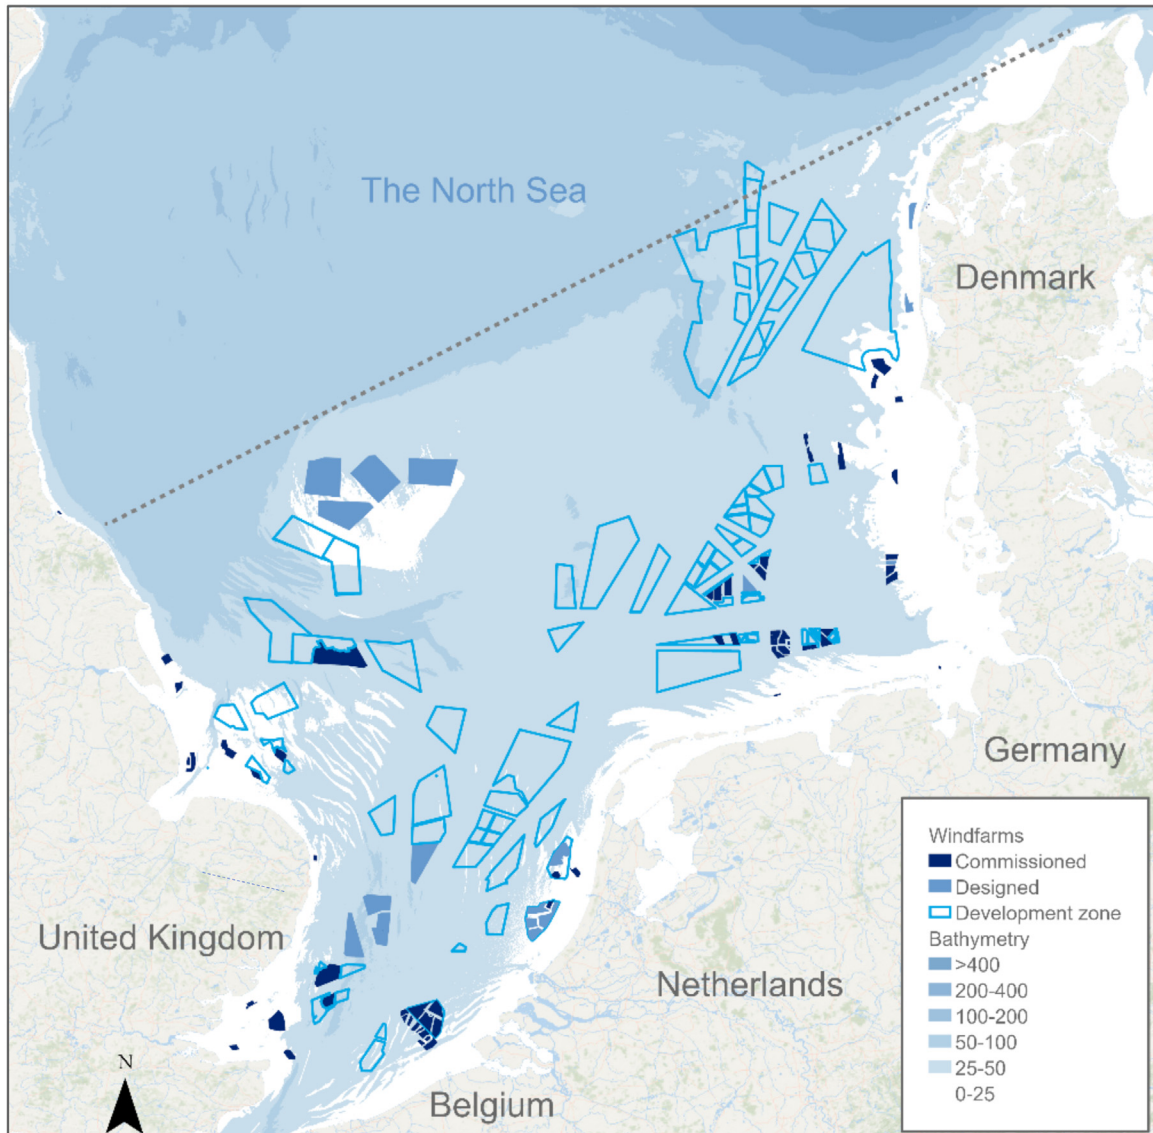 The North Sea
Denmark
Germany
United Kingdom
Netherlands
Belgium
N
Windfarms
Commissioned
Designed
Development zone
Bathymetry
>400
200-400
100-200
50-100
25-50
0-25